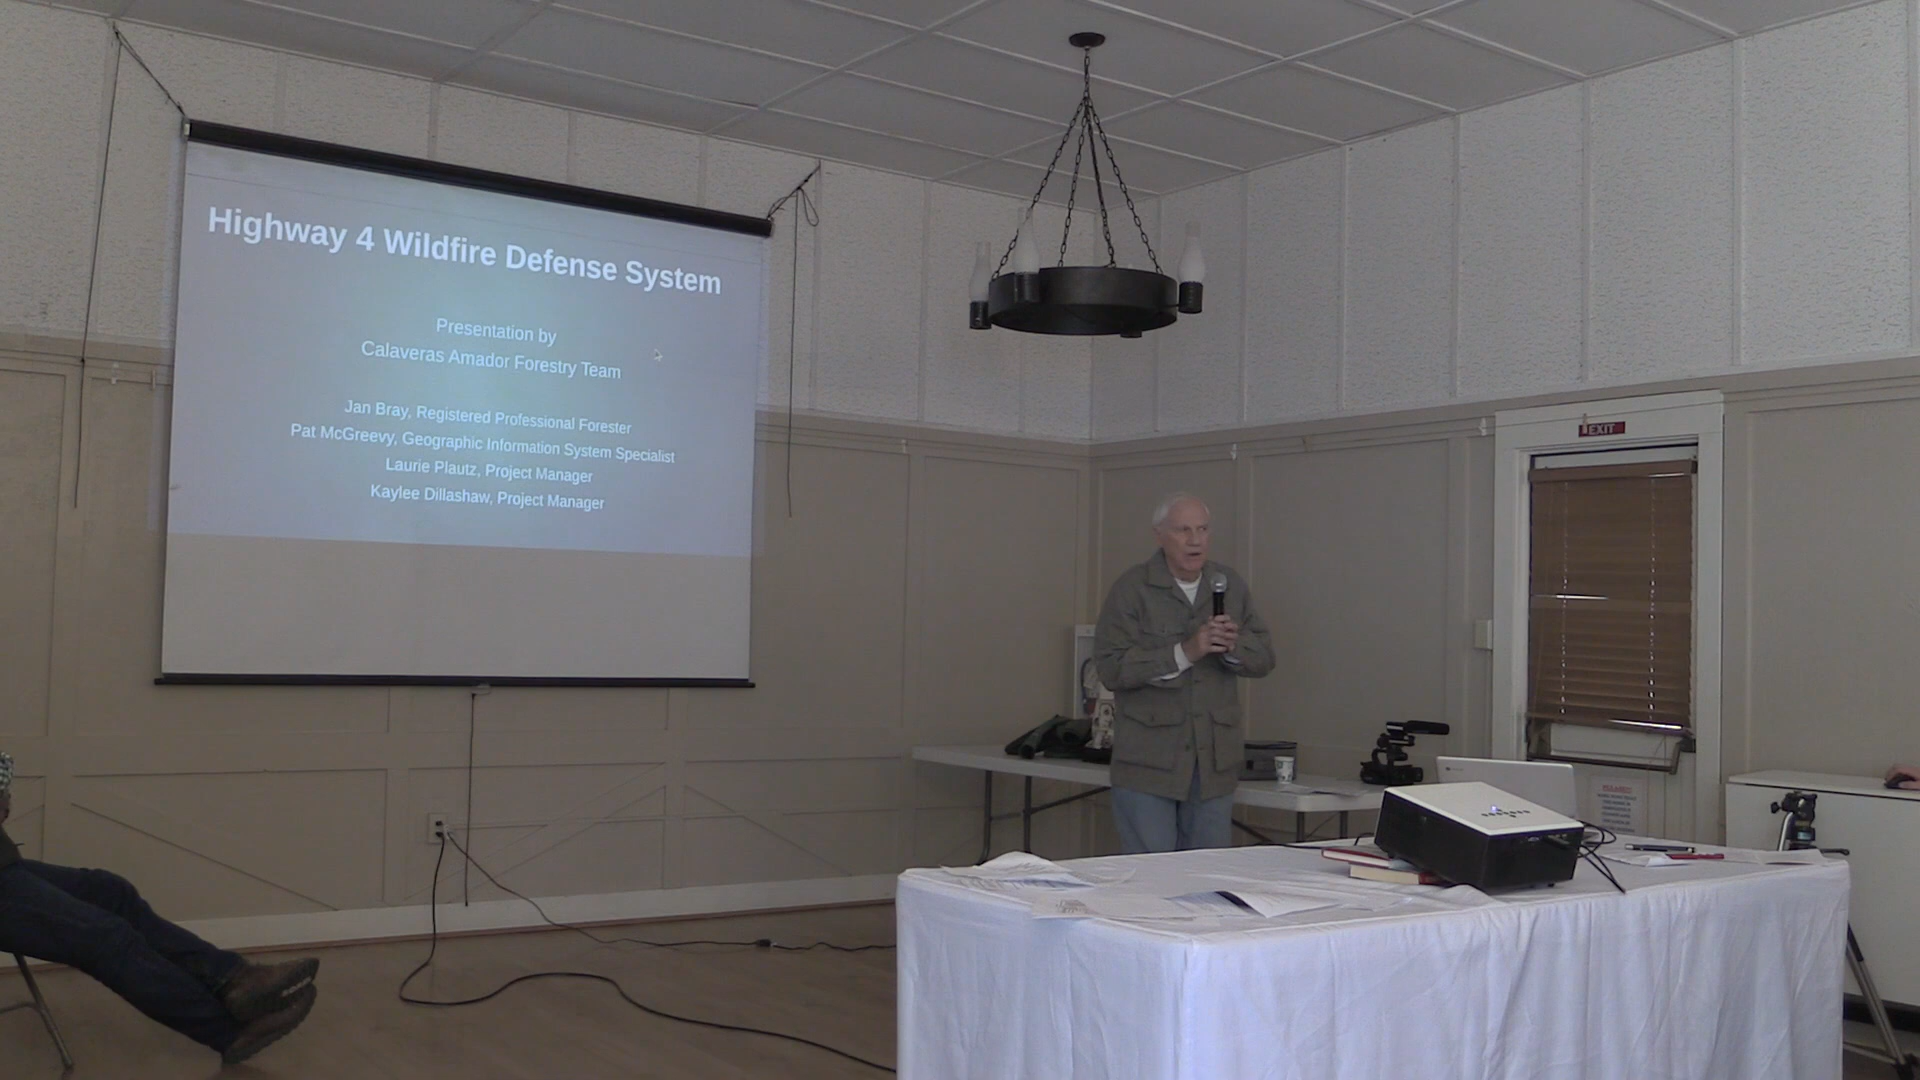 Highway 4 Wildfire Defense System
Presentation by
Calaveras Amador Forestry Team
Jan Bray, Registered Professional Forester
Pat McGreevy, Geographic Information System Specialist
Laurie Plautz, Project Manager
Kaylee Dillashaw, Project Manager
EXIT